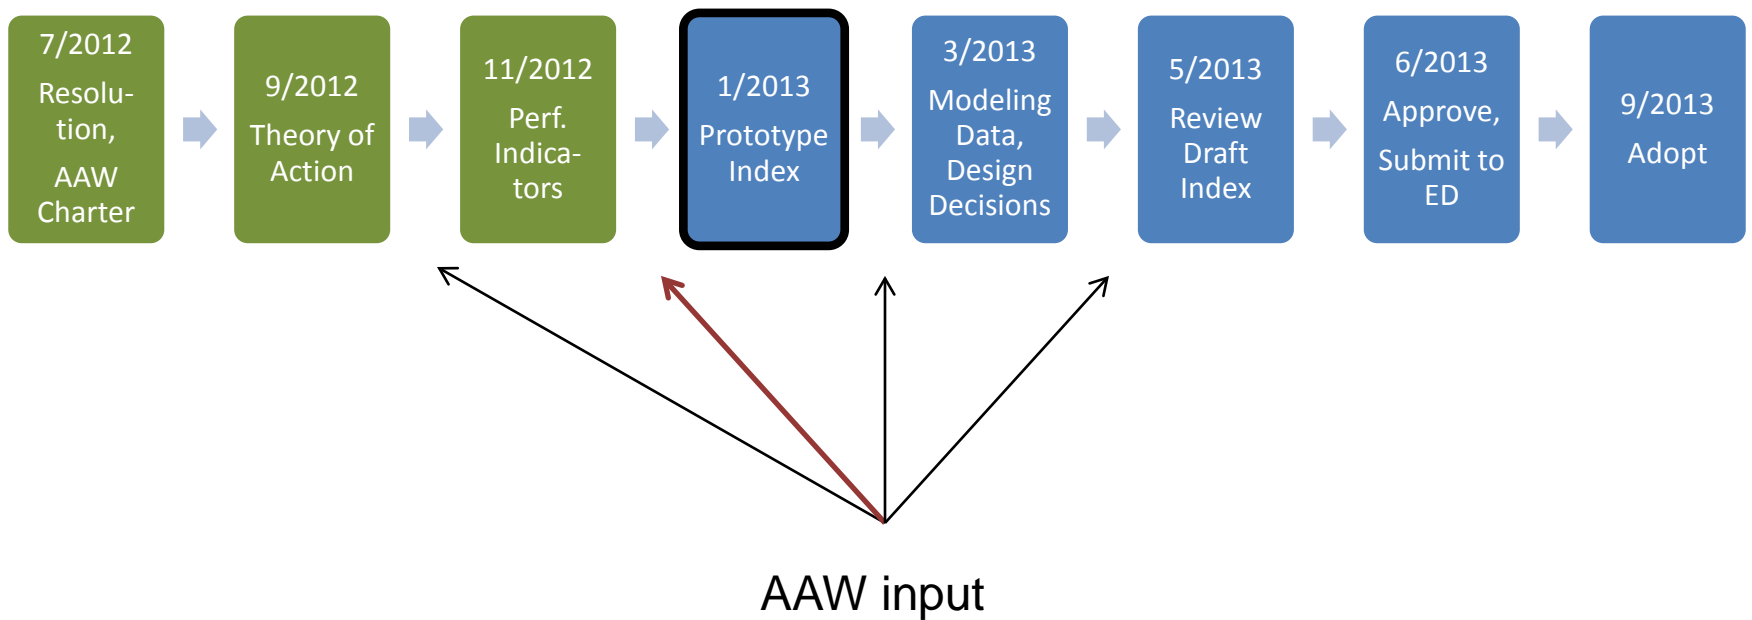 7/2012
Resolu-
tion,
AAW
Charter
9/2012
Theory of
Action
11/2012
Perf.
Indica-
tors
1/2013
Prototype
Index
3/2013
Modeling
Data,
Design
Decisions
5/2013
Review
Draft
Index
6/2013
Approve,
Submit to
ED
9/2013
Adopt
AAW input